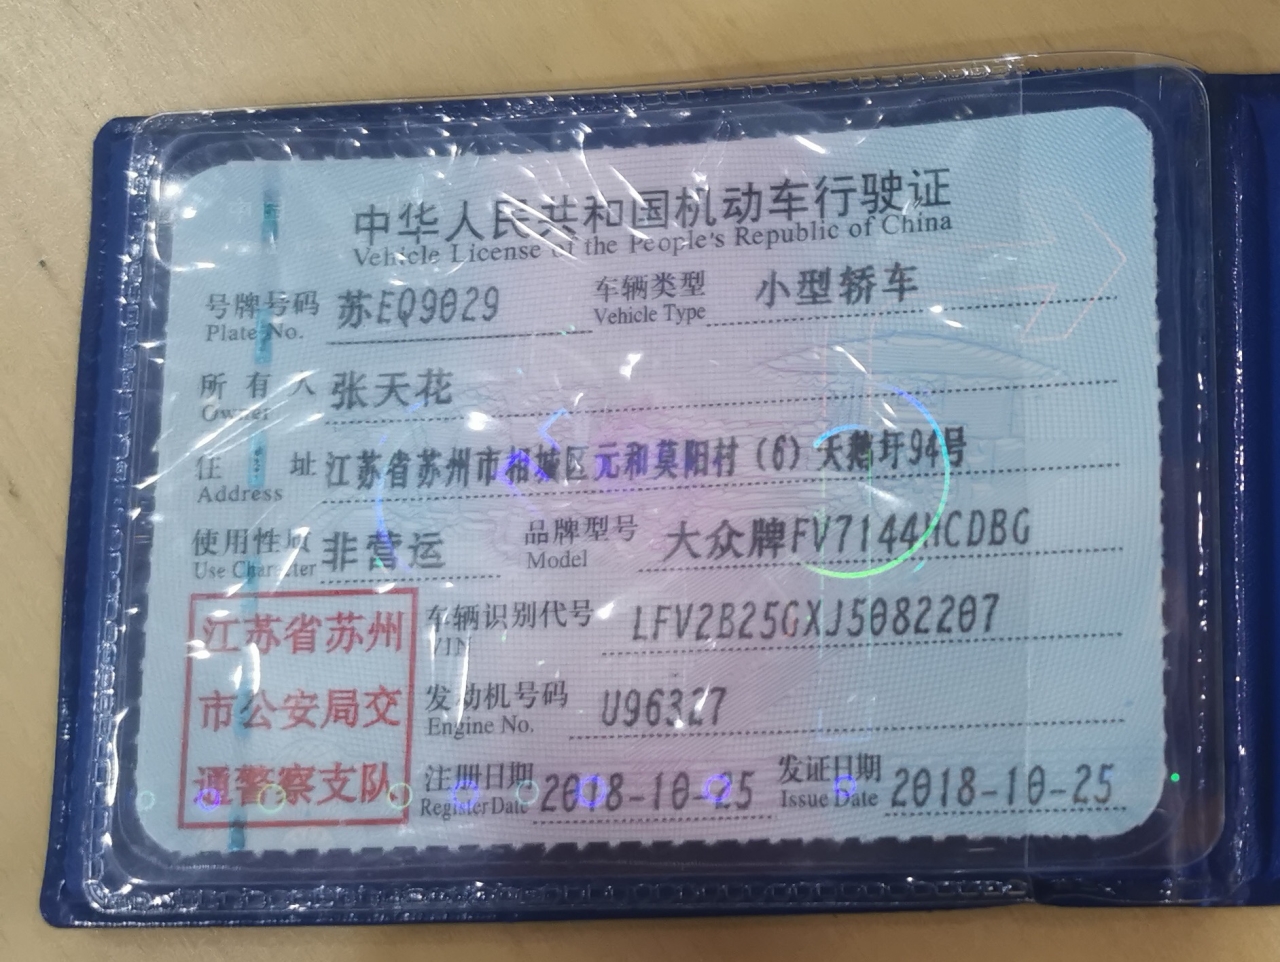 中华人民共和国机动车行驶证
Vehicle License of the People's Republic of China
号牌号码 苏EQ9029 车辆类型 小型轿车
Plate No. Vehicle Type
所有人 张天花
Owner
住址 江苏省苏州市相城区元和莫阳村(6)天鹅圩94号
Address
使用性质 非营运 品牌型号 大众牌FV7144HCDBG
Use Character Model
江苏省苏州 车辆识别代号 LFV2B25GXJ5082207
VIN
市公安局交 发动机号码 U96327
Engine No.
通警察支队 注册日期 2018-10-25 发证日期 2018-10-25
Register Date Issue Date